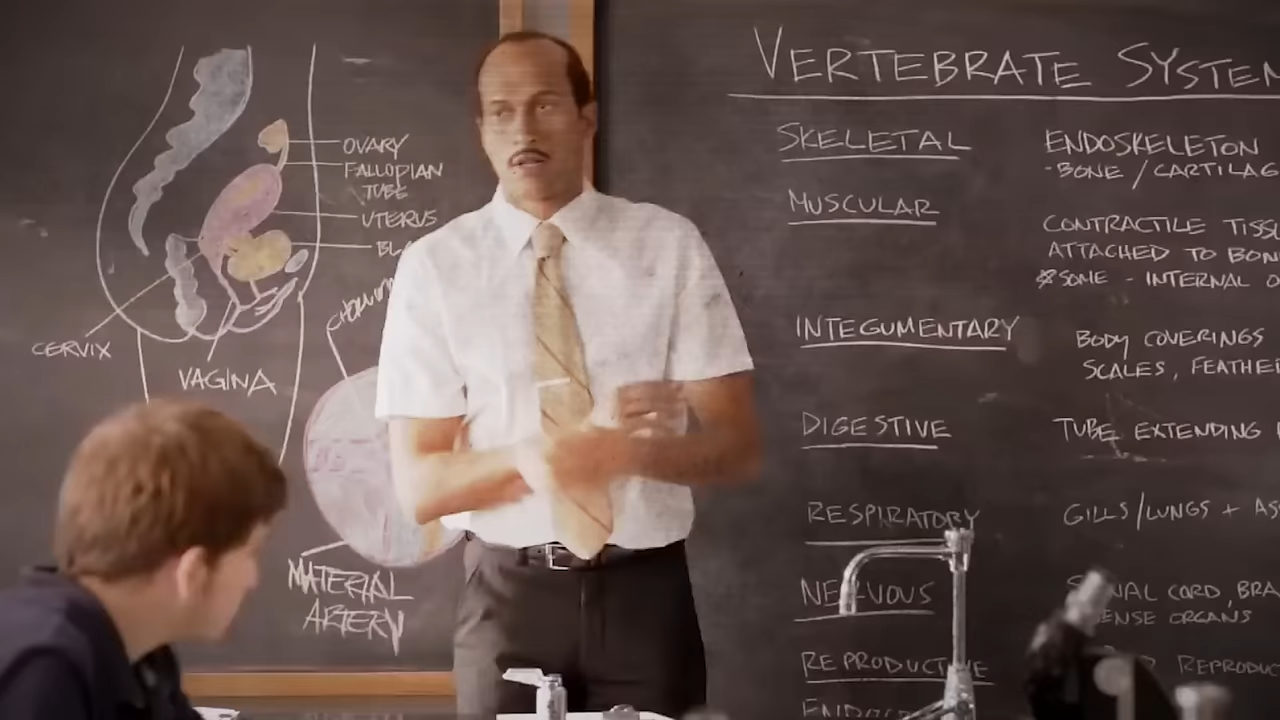 OVARY
FALLOPIAN
TUBE
UTERUS
CERVIX
VAGINA
MATERIAL
ARTERY
VERTEBRATE SYSTEM
SKELETAL
ENDOSKELETON
-BONE / CARTILAG
MUSCULAR
CONTRACTILE TISSU
ATTACHED TO BON
*SOME - INTERNAL O
INTEGUMENTARY
BODY COVERINGS
SCALES, FEATHE
DIGESTIVE
TUBE EXTENDING
RESPIRATORY
GILLS/LUNGS + AS
NERVOUS
CORD, BRA
ENSE ORGANS
REPRODUCTIVE
REPRODUC